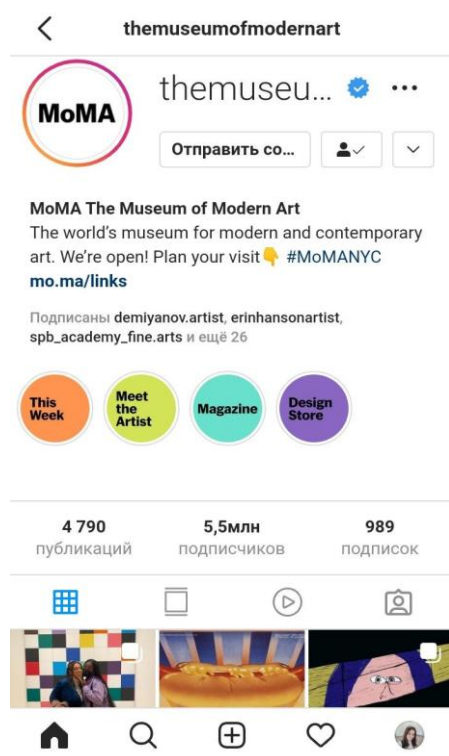 themuseumofmodernart
MoMA
themuseu...
Отправить со...
MoMA The Museum of Modern Art
The world's museum for modern and contemporary
art. We're open! Plan your visit👇 #MoMANYC
mo.ma/links
Подписаны demiyanov.artist, erinhansonartist,
spb_academy_fine.arts и ещё 26
This
Week
Meet
the
Artist
Magazine
Design
Store
4 790
публикаций
5,5млн
подписчиков
989
подписок